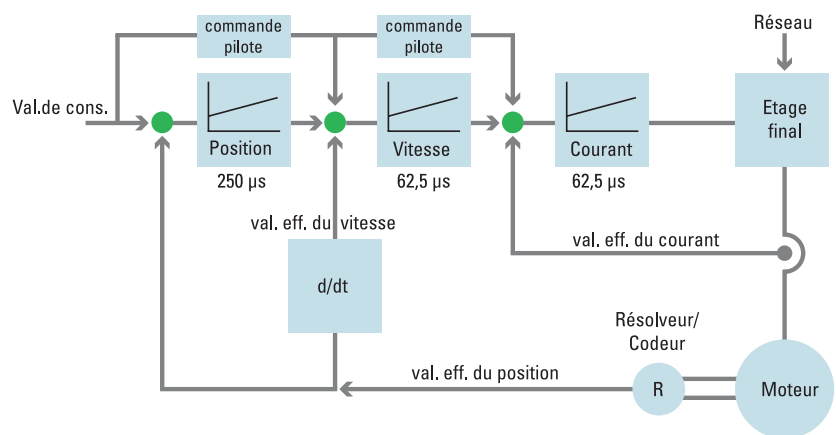 commande
pilote
commande
pilote
Réseau
Val.de cons.
Position
Vitesse
Courant
Etage
final
250 µs
62,5 µs
62,5 µs
val. eff. du vitesse
val. eff. du courant
d/dt
Résolveur/
Codeur
val. eff. du position
R
Moteur